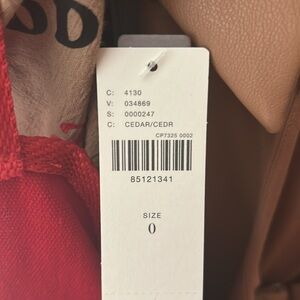 C: 4130
V: 034869
S: 0000247
C: CEDAR/CEDR
CP7325 0002
85121341
SIZE
0